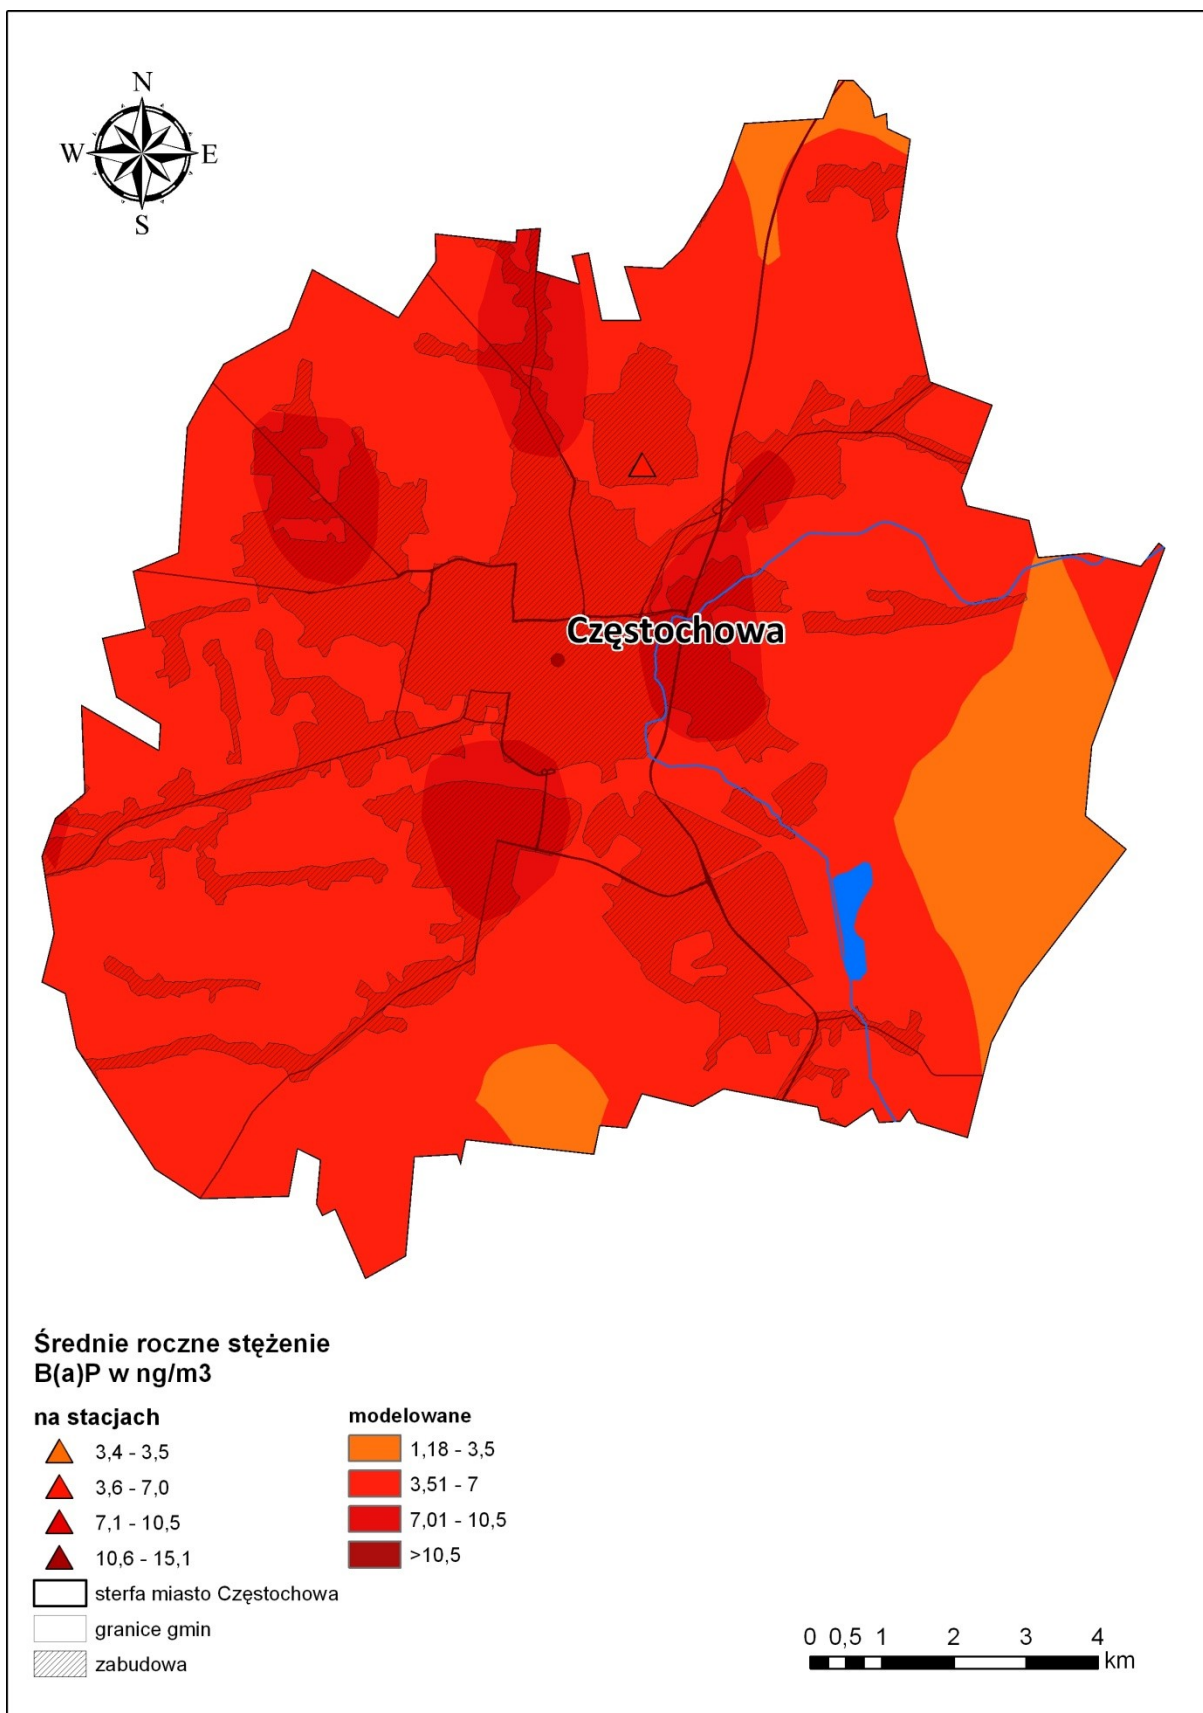 N
W E
S
Częstochowa
Średnie roczne stężenie
B(a)P w ng/m3
na stacjach
3,4 - 3,5
3,6 - 7,0
7,1 - 10,5
10,6 - 15,1
sterfa miasto Częstochowa
granice gmin
zabudowa
modelowane
1,18 - 3,5
3,51 - 7
7,01 - 10,5
>10,5
0 0,5 1 2 3 4
km